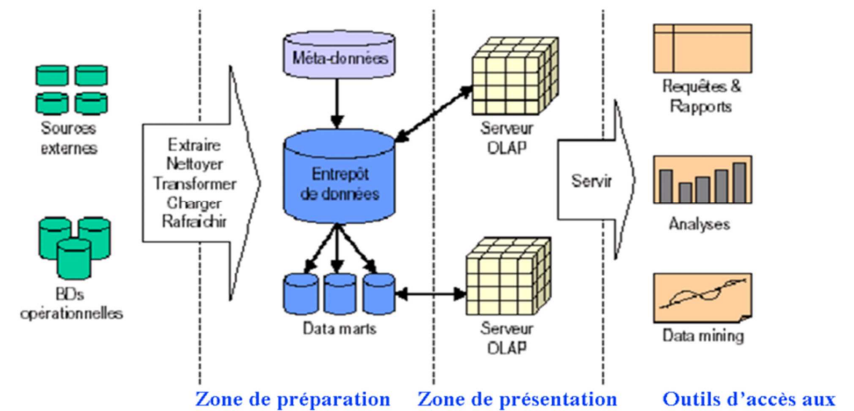 Sources
externes
BDs
opérationnelles
Extraire
Nettoyer
Transformer
Charger
Rafraîchir
Méta-données
Entrepôt
de données
Data marts
Serveur
OLAP
Serveur
OLAP
Servir
Requêtes &
Rapports
Analyses
Data mining
Zone de préparation
Zone de présentation
Outils d’accès aux